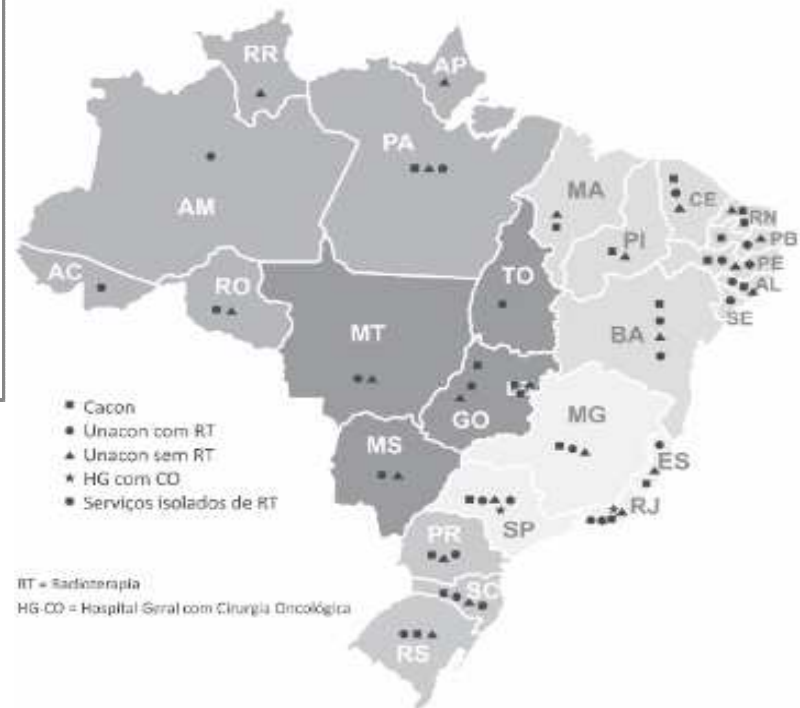 RR
AP
PA
AM
MA
CE
RN
PI
PB
AC
TO
PE
RO
AL
SE
MT
BA
Cacon
GO
MG
Unacon com RT
MS
Unacon sem RT
ES
HG com CO
RJ
Serviços isolados de RT
SP
PR
RT = Radioterapia
SC
HG-CO = Hospital Geral com Cirurgia Oncológica
RS